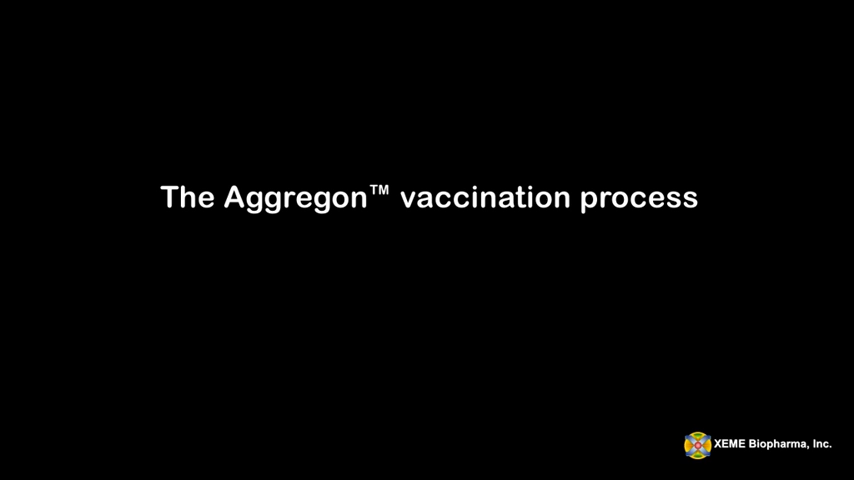 The Aggregon™ vaccination process
XEME Biopharma, Inc.